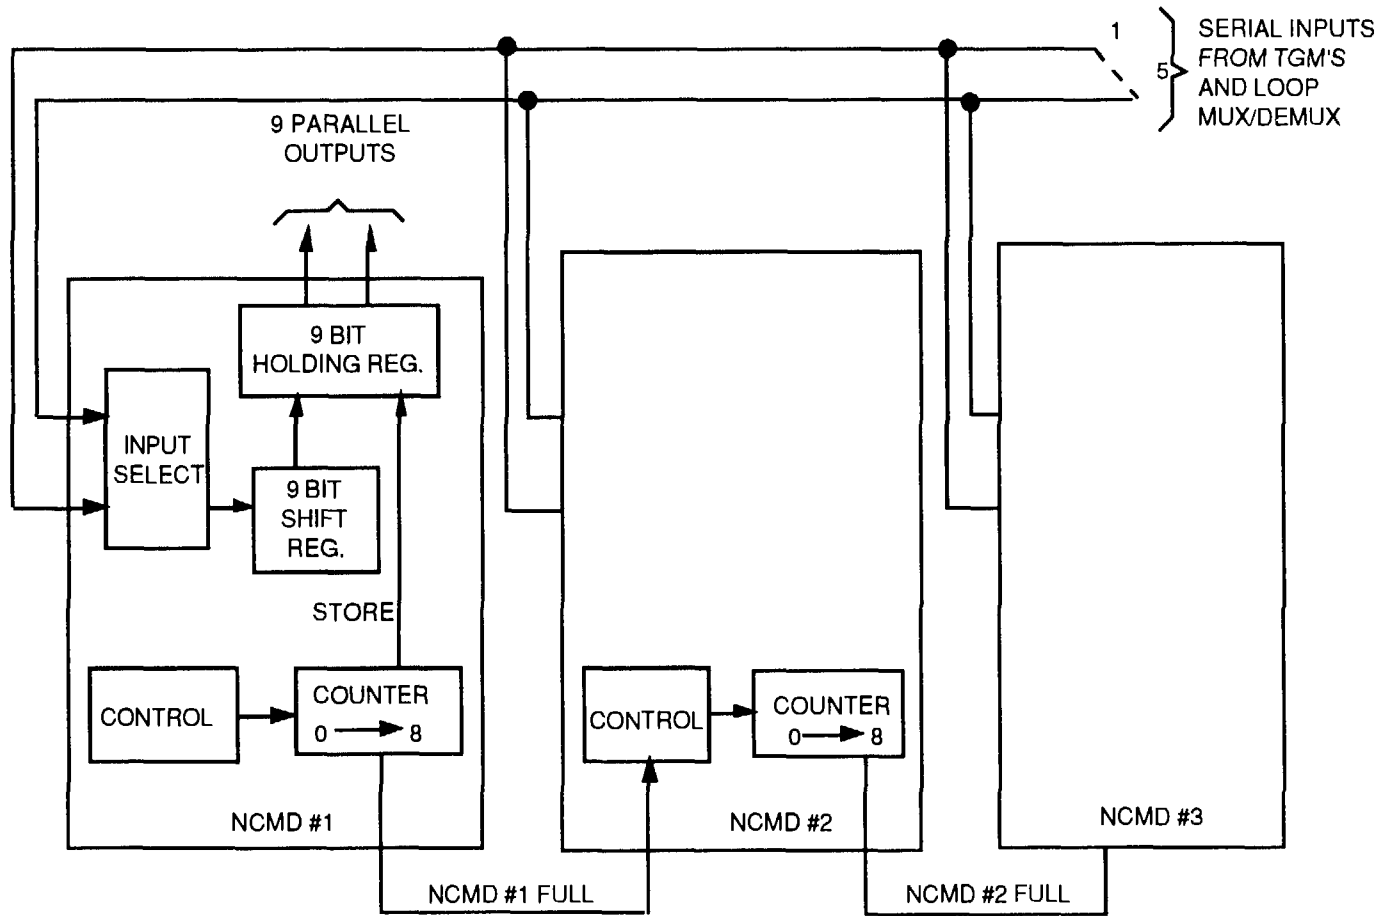 1
5
SERIAL INPUTS
FROM TGM'S
AND LOOP
MUX/DEMUX
9 PARALLEL
OUTPUTS
9 BIT
HOLDING REG.
INPUT
SELECT
9 BIT
SHIFT
REG.
STORE
CONTROL
COUNTER
0 8
NCMD #1
CONTROL
COUNTER
0 8
NCMD #2
NCMD #3
NCMD #1 FULL
NCMD #2 FULL